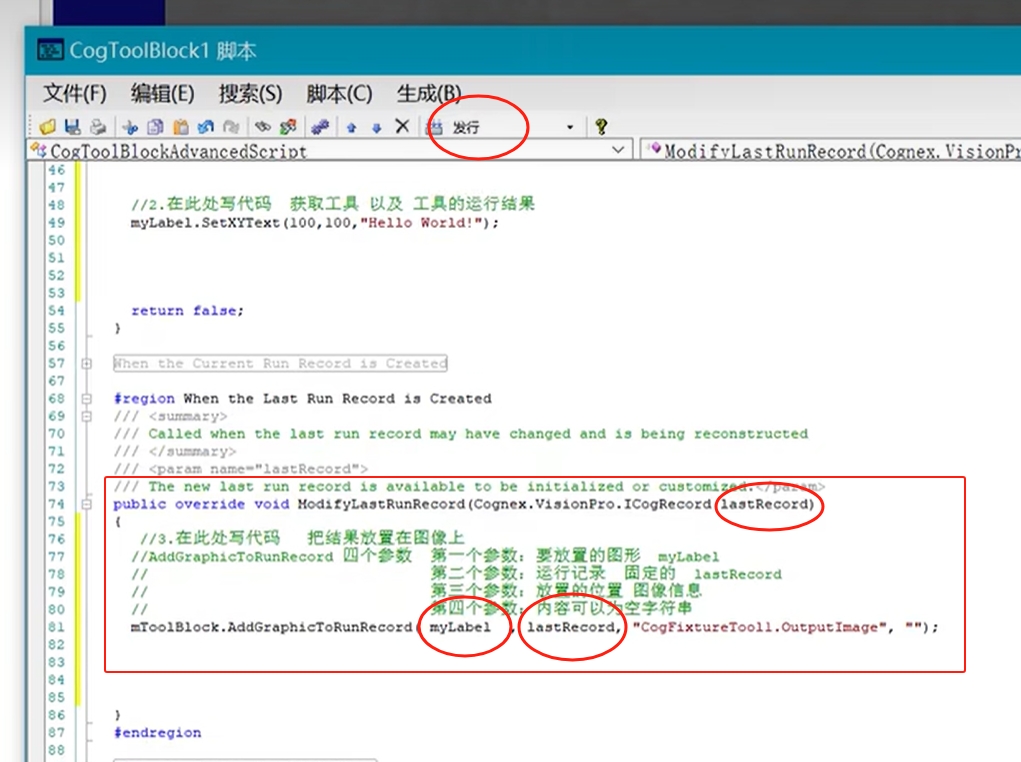 CogToolBlock1 脚本
文件(F) 编辑(E) 搜索(S) 脚本(C) 生成(B)
发行
CogToolBlockAdvancedScript ModifyLastRunRecord(Cognex.VisionPr
46
47
48 //2.在此处写代码 获取工具 以及 工具的运行结果
49 myLabel.SetXYText(100,100,"Hello World!");
50
51
52
53
54 return false;
55 }
56
57 When the Current Run Record is Created
67
68 #region When the Last Run Record is Created
69 /// <summary>
70 /// Called when the last run record may have changed and is being reconstructed
71 /// </summary>
72 /// <param name="lastRecord">
73 /// The new last run record is available to be initialized or customized.</param>
74 public override void ModifyLastRunRecord(Cognex.VisionPro.ICogRecord lastRecord)
75 {
76 //3.在此处写代码 把结果放置在图像上
77 //AddGraphicToRunRecord 四个参数 第一个参数：要放置的图形 myLabel
78 // 第二个参数：运行记录 固定的 lastRecord
79 // 第三个参数：放置的位置 图像信息
80 // 第四个参数：内容可以为空字符串
81 mToolBlock.AddGraphicToRunRecord( myLabel , lastRecord, "CogFixtureTool1.OutputImage", "");
82
83
84
85
86 }
87 #endregion
88